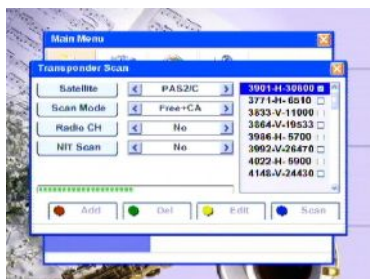 Main Menu
Transponder Scan
Satellite PAS2/C
Scan Mode Free+CA
Radio CH No
NIT Scan No
3901-H-30800
3771-H- 6510
3833-V-11000
3864-V-19533
3986-H- 5700
3992-V-26470
4022-H- 5900
4148-V-24430
Add Del Edit Scan